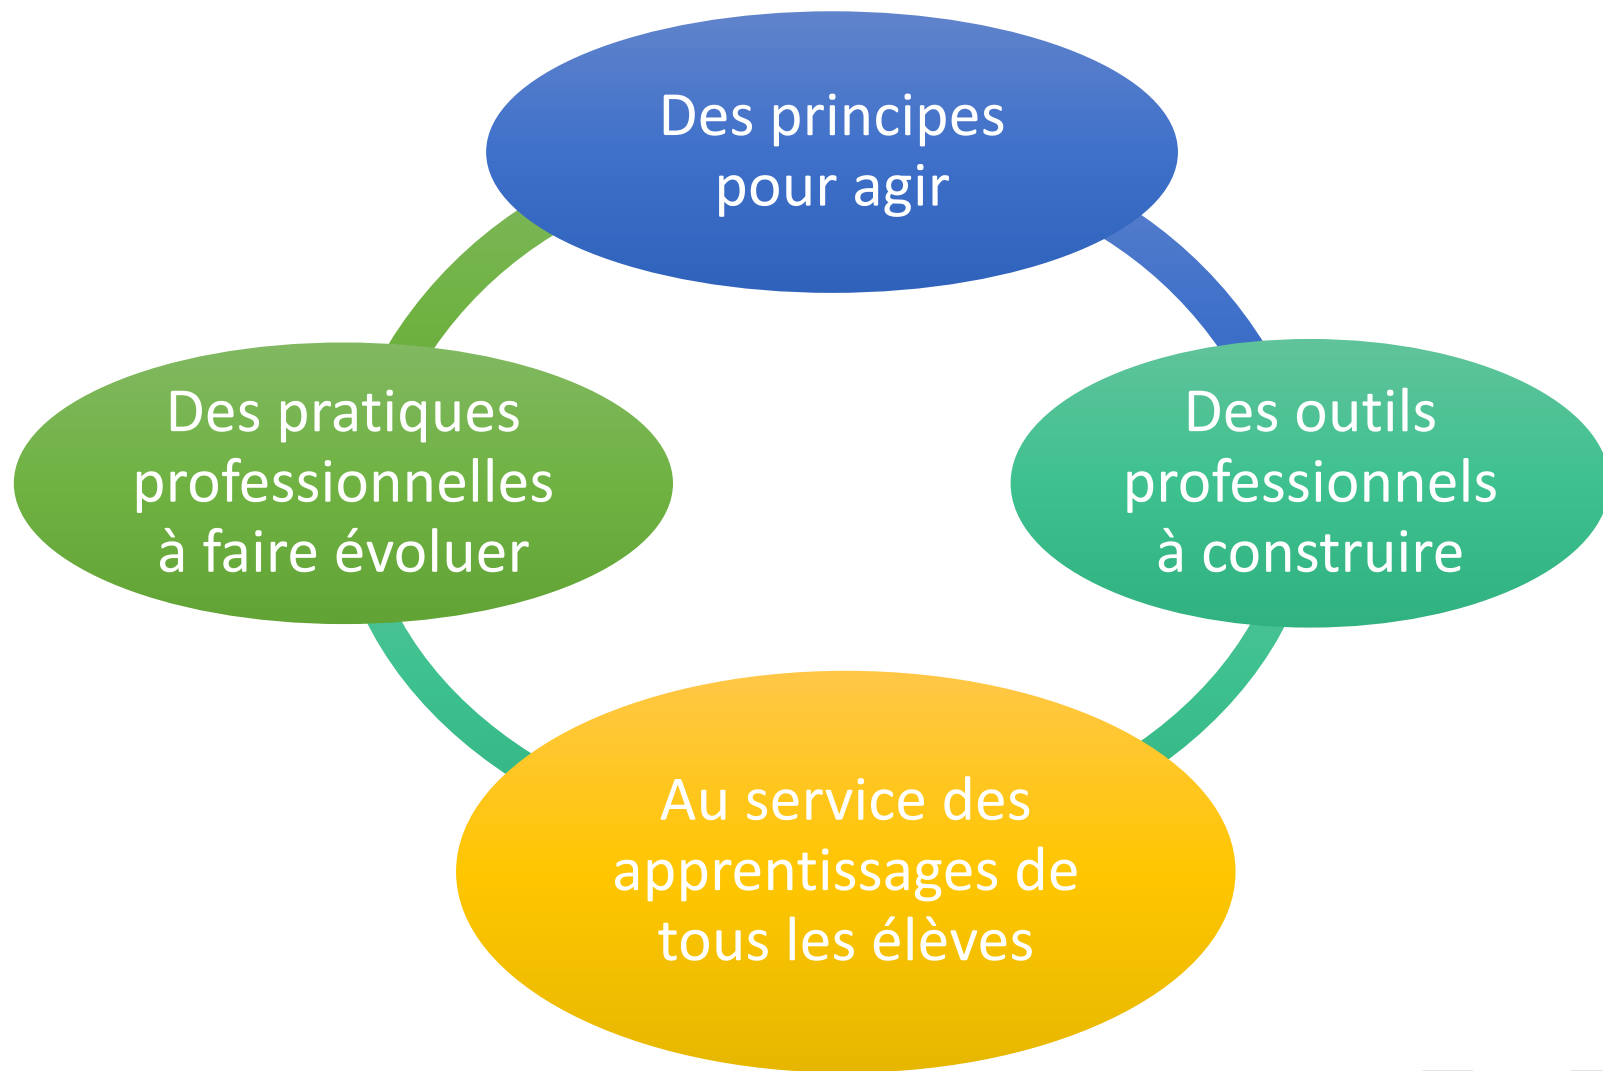 Des principes
pour agir
Des pratiques
professionnelles
à faire évoluer
Des outils
professionnels
à construire
Au service des
apprentissages de
tous les élèves